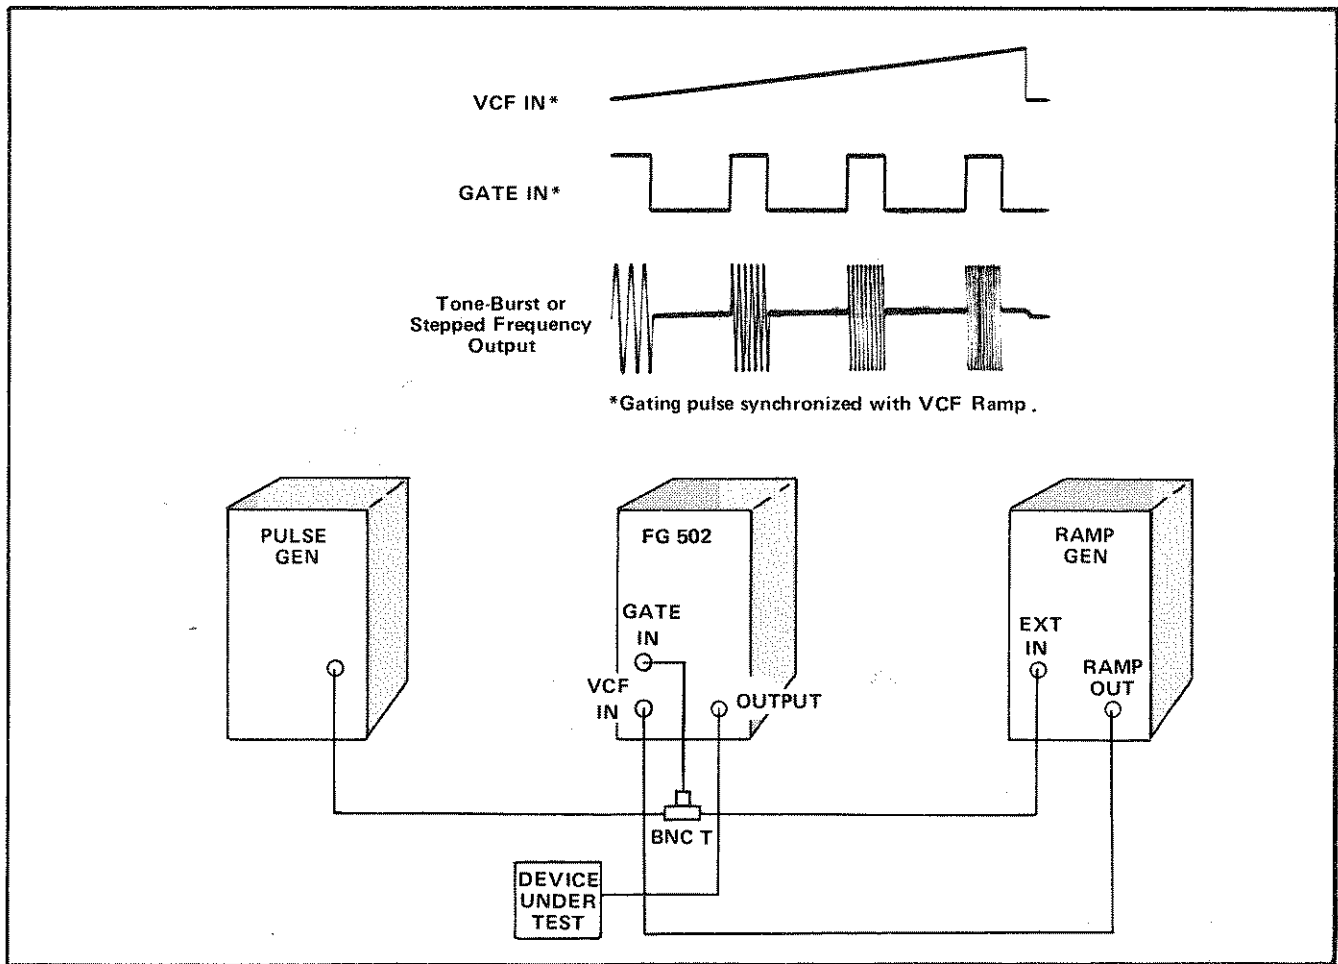 VCF IN*
GATE IN*
Tone-Burst or
Stepped Frequency
Output
*Gating pulse synchronized with VCF Ramp.
PULSE
GEN
FG 502
GATE
IN
VCF
IN
OUTPUT
RAMP
GEN
EXT
IN
RAMP
OUT
BNC T
DEVICE
UNDER
TEST